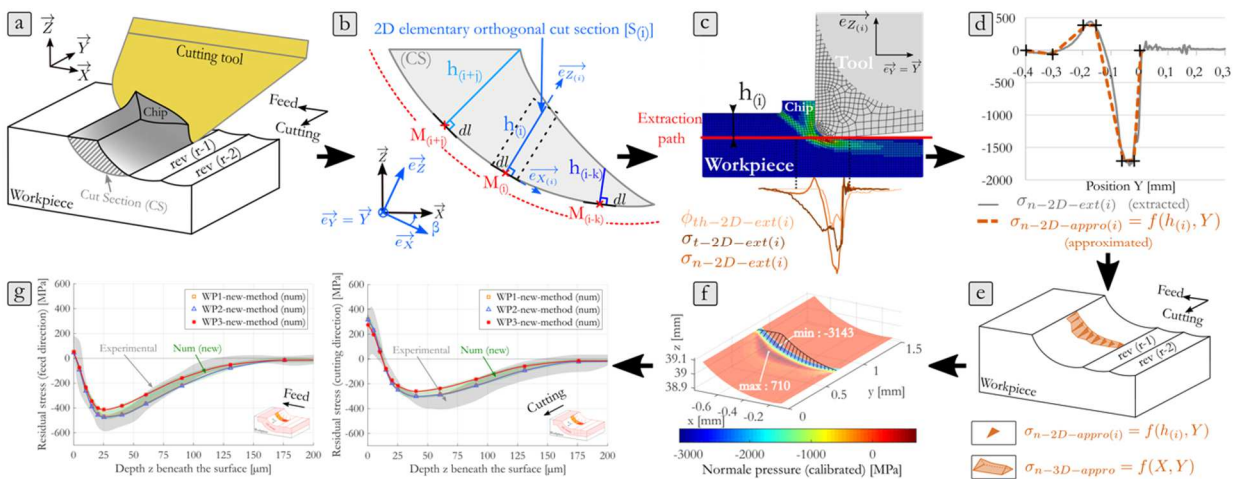 a
Z
Y
X
Cutting tool
Chip
Feed
Cutting
rev (r-1)
rev (r-2)
Cut Section (CS)
Workpiece
b
2D elementary orthogonal cut section [S(i)]
(CS)
h(i+j)
eZ(i)
h(i)
M(i+j)
dl
dl
h(i-k)
eX(i)
M(i)
dl
M(i-k)
Z
eZ
eY = Y
X
β
eX
c
eZ(i)
eY = Y
Tool
h(i)
Chip
Extraction
path
Workpiece
ϕth−2D−ext(i)
σt−2D−ext(i)
σn−2D−ext(i)
d
500
0
-500
-1000
-1500
-2000
-0,4 -0,3 -0,2 -0,1 0 0,1 0,2 0,3
Position Y [mm]
σn−2D−ext(i) (extracted)
σn−2D−appro(i) = f(h(i), Y)
(approximated)
g
Residual stress (feed direction) [MPa]
600
400
200
0
-200
-400
-600
WP1-new-method (num)
WP2-new-method (num)
WP3-new-method (num)
Experimental
Num (new)
Feed
0 25 50 75 100 125 150 175 200
Depth z beneath the surface [µm]
Residual stress (cutting direction) [MPa]
600
400
200
0
-200
-400
-600
WP1-new-method (num)
WP2-new-method (num)
WP3-new-method (num)
Experimental
Num (new)
Cutting
0 25 50 75 100 125 150 175 200
Depth z beneath the surface [µm]
f
z [mm]
39.1
39
38.9
min : -3143
max : 710
1.5
1
0.5
0
y [mm]
-0.6 -0.4 -0.2
x [mm]
-3000 -2000 -1000 0
Normale pressure (calibrated) [MPa]
e
Feed
Cutting
rev (r-1)
rev (r-2)
Workpiece
σn−2D−appro(i) = f(h(i), Y)
σn−3D−appro = f(X, Y)